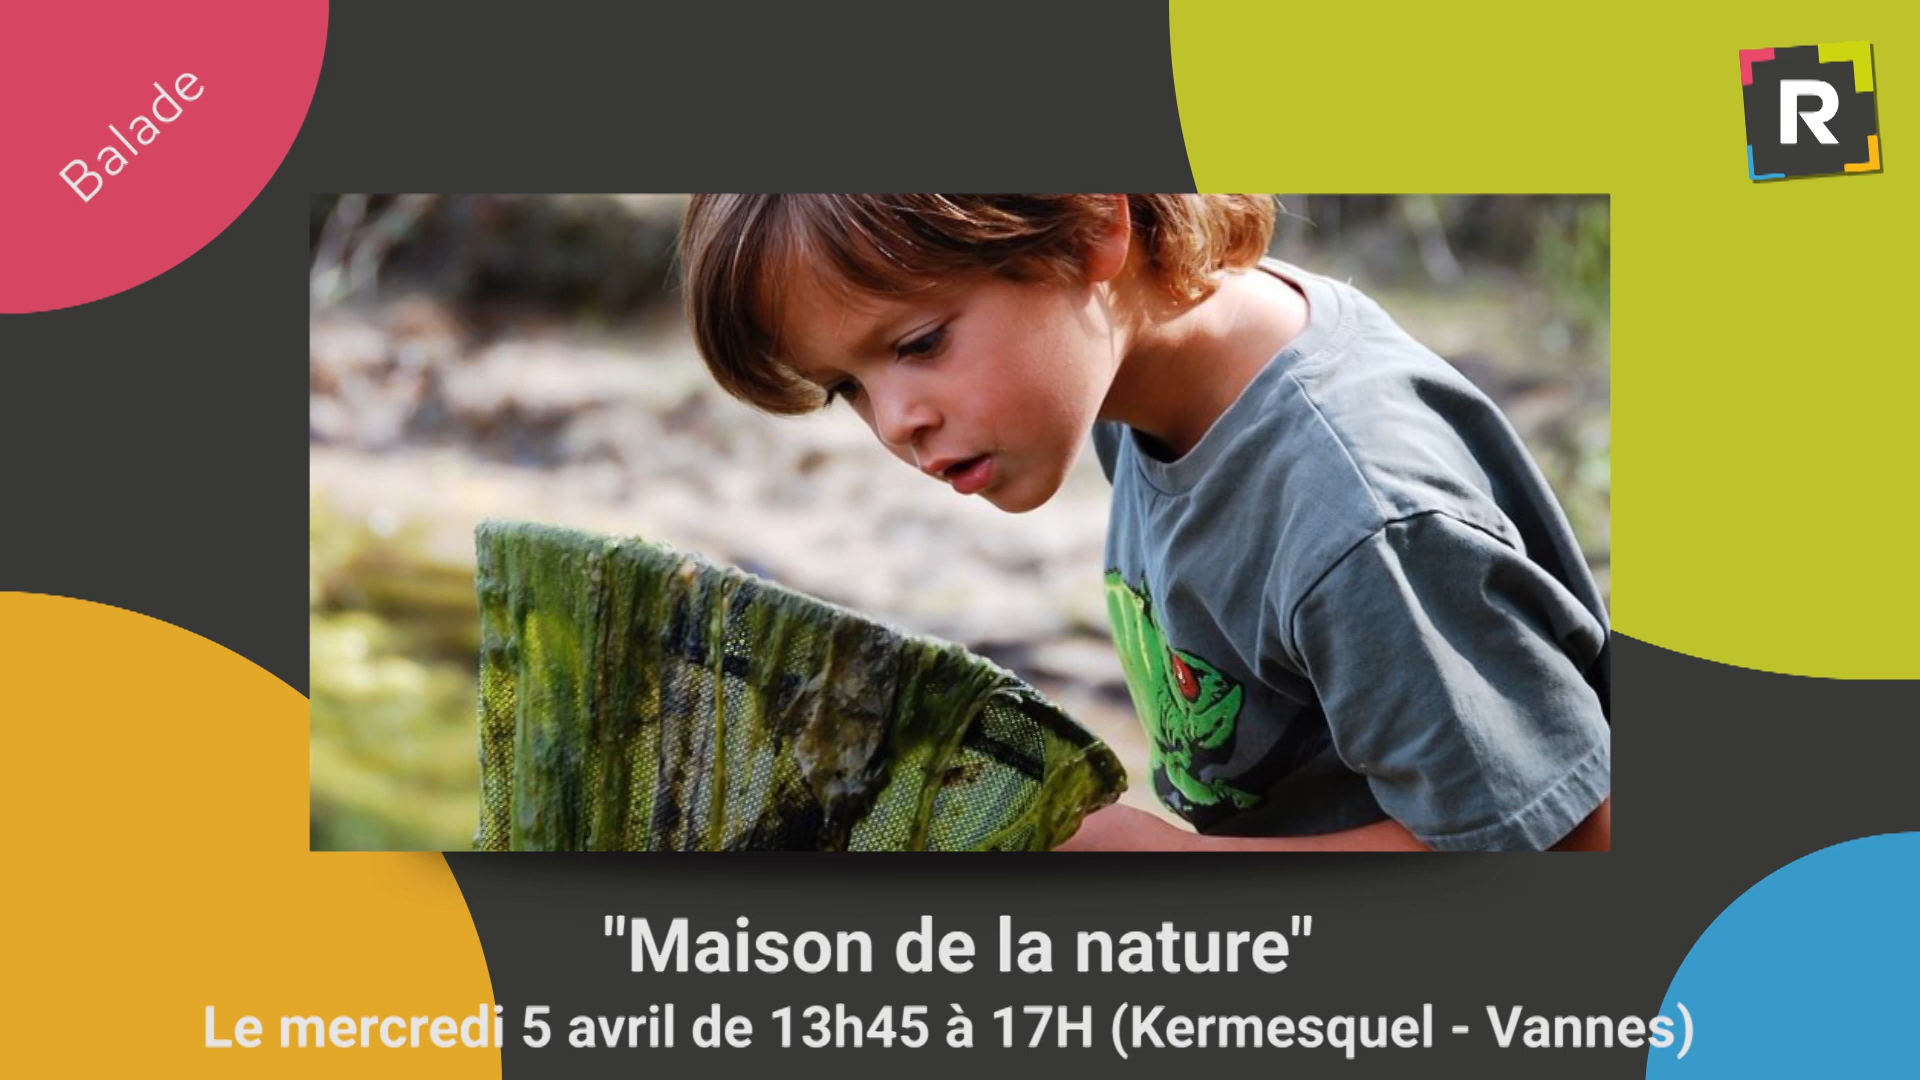 Balade
R
"Maison de la nature"
Le mercredi 5 avril de 13h45 à 17H (Kermesquel - Vannes)